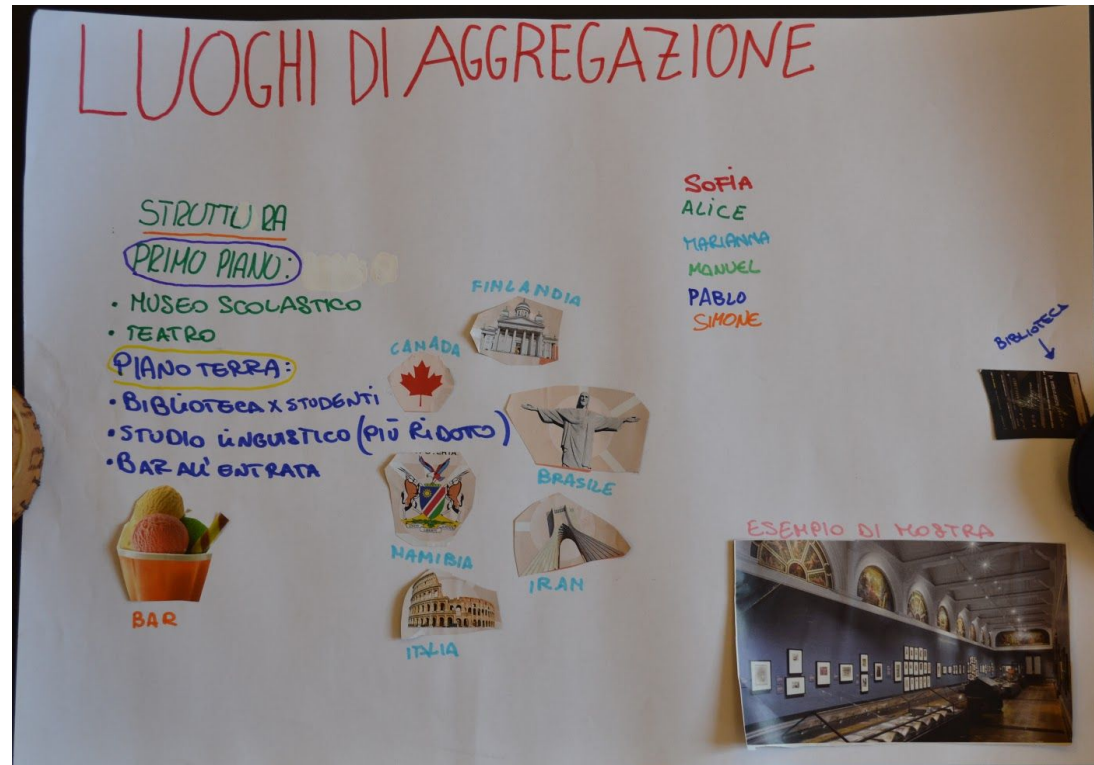 LUOGHI DI AGGREGAZIONE
STRUTTURA
PRIMO PIANO:
• MUSEO SCOLASTICO
• TEATRO
PIANO TERRA:
• BIBLIOTECA X STUDENTI
• STUDIO LINGUISTICO (PIÙ RIDOTTO)
• BAR ALL'ENTRATA
BAR
FINLANDIA
CANADA
BRASILE
NAMIBIA
IRAN
ITALIA
SOFIA
ALICE
MARIANNA
MANUEL
PABLO
SIMONE
BIBLIOTECA
ESEMPIO DI MOSTRA